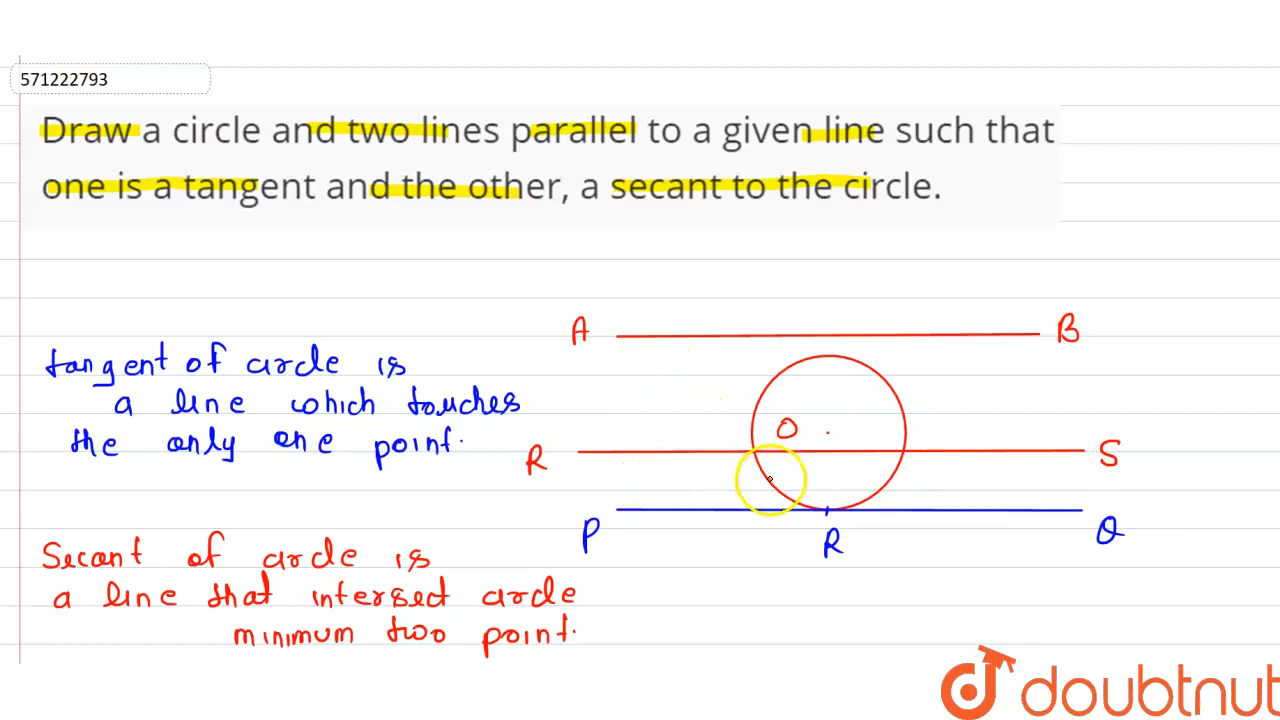 571222793
Draw a circle and two lines parallel to a given line such that
one is a tangent and the other, a secant to the circle.
A B
tangent of circle is
a line which touches
the only one point.
O
R S
P R Q
Secant of circle is
a line that intersect circle
minimum two point.
doubtnut